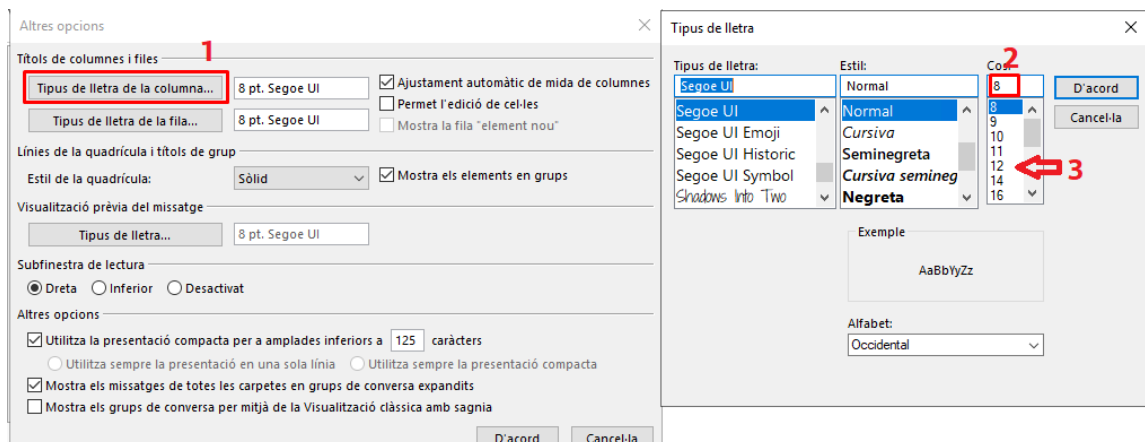 Altres opcions
Títols de columnes i files
1
Tipus de lletra de la columna...
8 pt. Segoe UI
Ajustament automàtic de mida de columnes
Permet l'edició de cel·les
Tipus de lletra de la fila...
8 pt. Segoe UI
Mostra la fila "element nou"
Línies de la quadrícula i títols de grup
Estil de la quadrícula:
Sòlid
Mostra els elements en grups
Visualització prèvia del missatge
Tipus de lletra...
8 pt. Segoe UI
Subfinestra de lectura
Dreta
Inferior
Desactivat
Altres opcions
Utilitza la presentació compacta per a amplades inferiors a 125 caràcters
Utilitza sempre la presentació en una sola línia
Utilitza sempre la presentació compacta
Mostra els missatges de totes les carpetes en grups de conversa expandits
Mostra els grups de conversa per mitjà de la Visualització clàssica amb sagnia
D'acord
Cancel·la
Tipus de lletra
Tipus de lletra:
Segoe UI
Segoe UI
Segoe UI Emoji
Segoe UI Historic
Segoe UI Symbol
Shadows Into Two
Estil:
Normal
Normal
Cursiva
Seminegreta
Cursiva semineg
Negreta
Cos
2
8
8
9
10
11
12
14
16
3
D'acord
Cancel·la
Exemple
AaBbYyZz
Alfabet:
Occidental